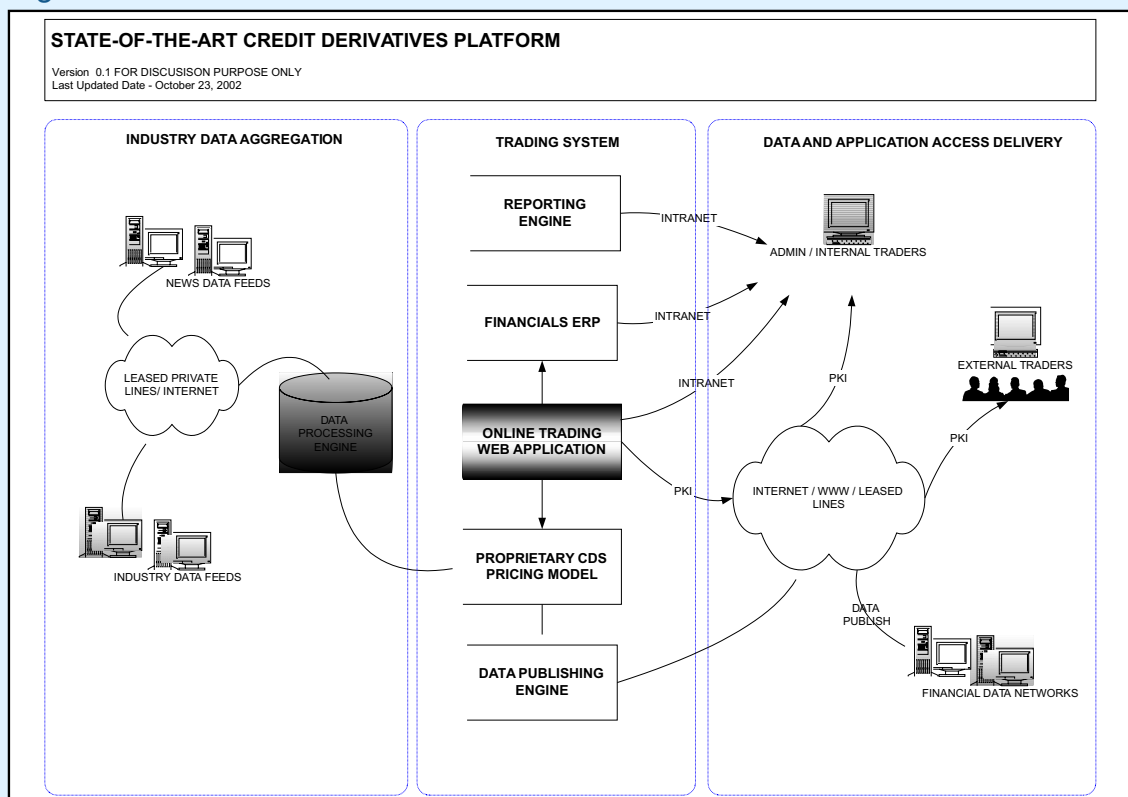 STATE-OF-THE-ART CREDIT DERIVATIVES PLATFORM
Version 0.1 FOR DISCUSISON PURPOSE ONLY
Last Updated Date - October 23, 2002
INDUSTRY DATA AGGREGATION
NEWS DATA FEEDS
LEASED PRIVATE
LINES/ INTERNET
DATA
PROCESSING
ENGINE
INDUSTRY DATA FEEDS
TRADING SYSTEM
REPORTING
ENGINE
FINANCIALS ERP
ONLINE TRADING
WEB APPLICATION
PROPRIETARY CDS
PRICING MODEL
DATA PUBLISHING
ENGINE
DATA AND APPLICATION ACCESS DELIVERY
INTRANET
ADMIN / INTERNAL TRADERS
INTRANET
INTRANET
PKI
EXTERNAL TRADERS
PKI
PKI
INTERNET / WWW / LEASED
LINES
DATA
PUBLISH
FINANCIAL DATA NETWORKS